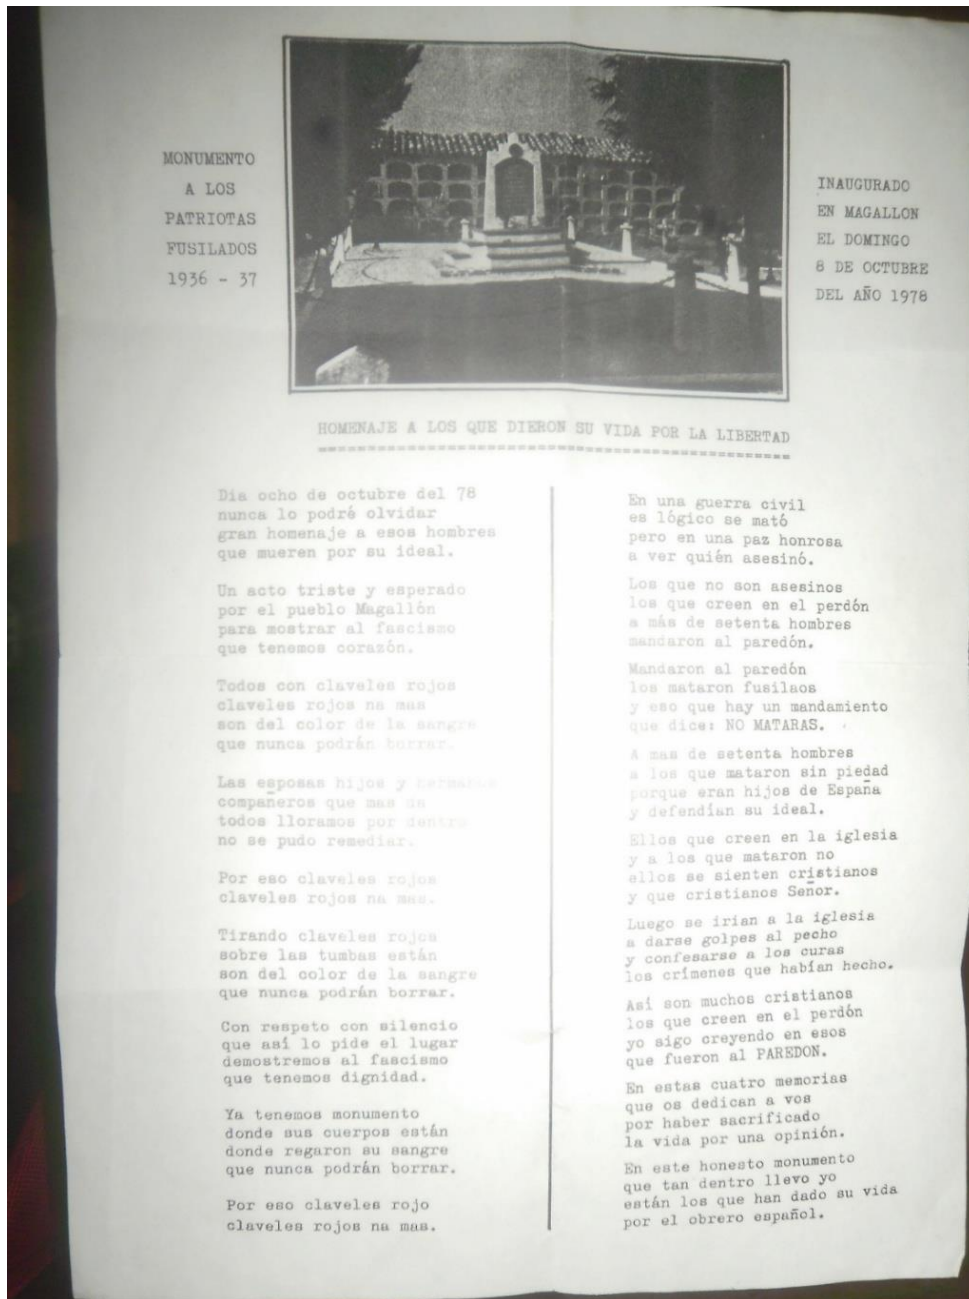 MONUMENTO
A LOS
PATRIOTAS
FUSILADOS
1936 - 37
INAUGURADO
EN MAGALLON
EL DOMINGO
8 DE OCTUBRE
DEL AÑO 1978
HOMENAJE A LOS QUE DIERON SU VIDA POR LA LIBERTAD
Dia ocho de octubre del 78
nunca lo podré olvidar
gran homenaje a esos hombres
que mueren por su ideal.
Un acto triste y esperado
por el pueblo Magallón
para mostrar al fascismo
que tenemos corazón.
Todos con claveles rojos
claveles rojos na mas
son del color de la sangre
que nunca podrán borrar.
Las esposas hijos y hermanos
compañeros que mas da
todos lloramos por dentro
no se pudo remediar.
Por eso claveles rojos
claveles rojos na mas.
Tirando claveles rojos
sobre las tumbas están
son del color de la sangre
que nunca podrán borrar.
Con respeto con silencio
que así lo pide el lugar
demostremos al fascismo
que tenemos dignidad.
Ya tenemos monumento
donde sus cuerpos están
donde regaron su sangre
que nunca podrán borrar.
Por eso claveles rojo
claveles rojos na mas.
En una guerra civil
es lógico se mató
pero en una paz honrosa
a ver quién asesinó.
Los que no son asesinos
los que creen en el perdón
a más de setenta hombres
mandaron al paredón.
Mandaron al paredón
los mataron fusilaos
y eso que hay un mandamiento
que dice: NO MATARAS.
A mas de setenta hombres
a los que mataron sin piedad
porque eran hijos de España
y defendían su ideal.
Ellos que creen en la iglesia
y a los que mataron no
ellos se sienten cristianos
y que cristianos Señor.
Luego se irian a la iglesia
a darse golpes al pecho
y confesarse a los curas
los crímenes que habían hecho.
Así son muchos cristianos
los que creen en el perdón
yo sigo creyendo en esos
que fueron al PAREDON.
En estas cuatro memorias
que os dedican a vos
por haber sacrificado
la vida por una opinión.
En este honesto monumento
que tan dentro llevo yo
están los que han dado su vida
por el obrero español.